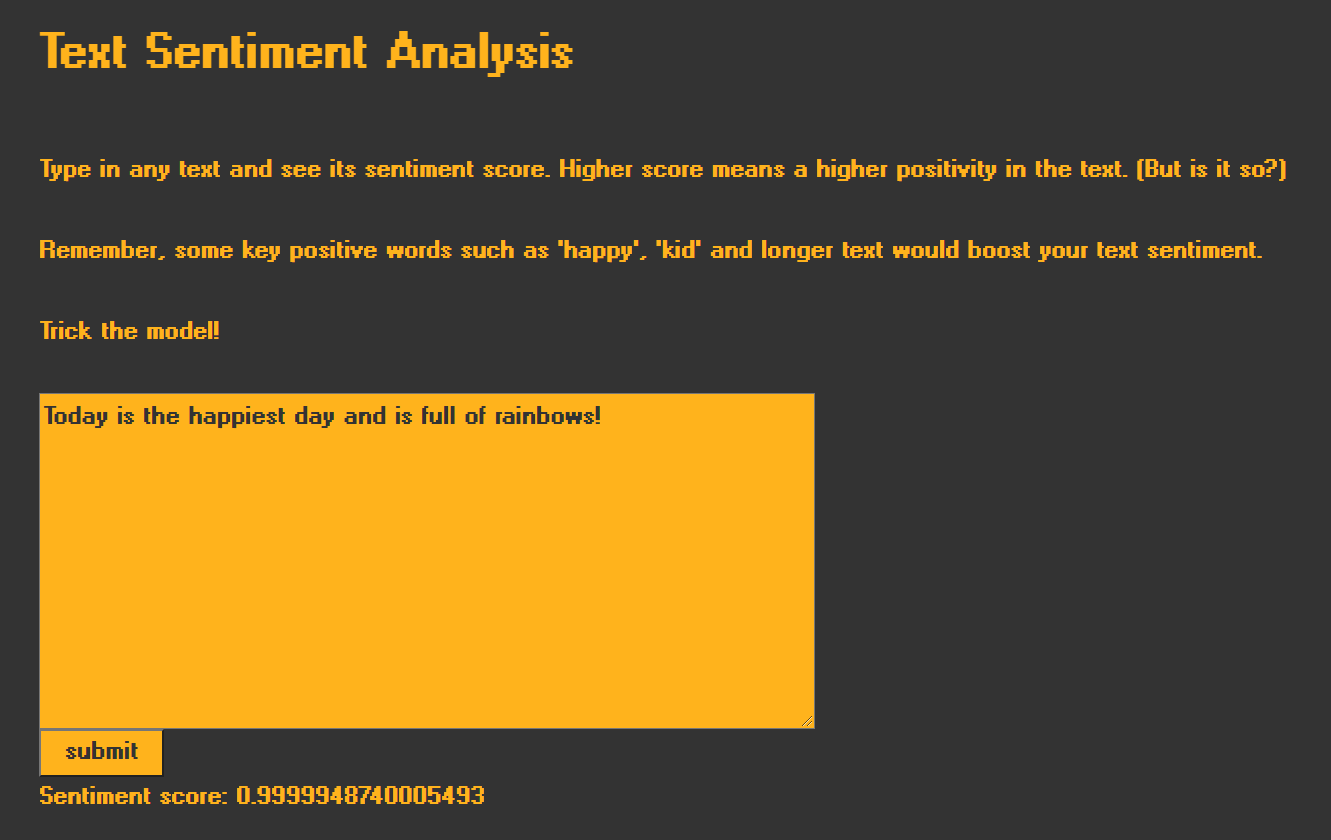 Text Sentiment Analysis
Type in any text and see its sentiment score. Higher score means a higher positivity in the text. (But is it so?)
Remember, some key positive words such as 'happy', 'kid' and longer text would boost your text sentiment.
Trick the model!
Today is the happiest day and is full of rainbows!
submit
Sentiment score: 0.9999948740005493